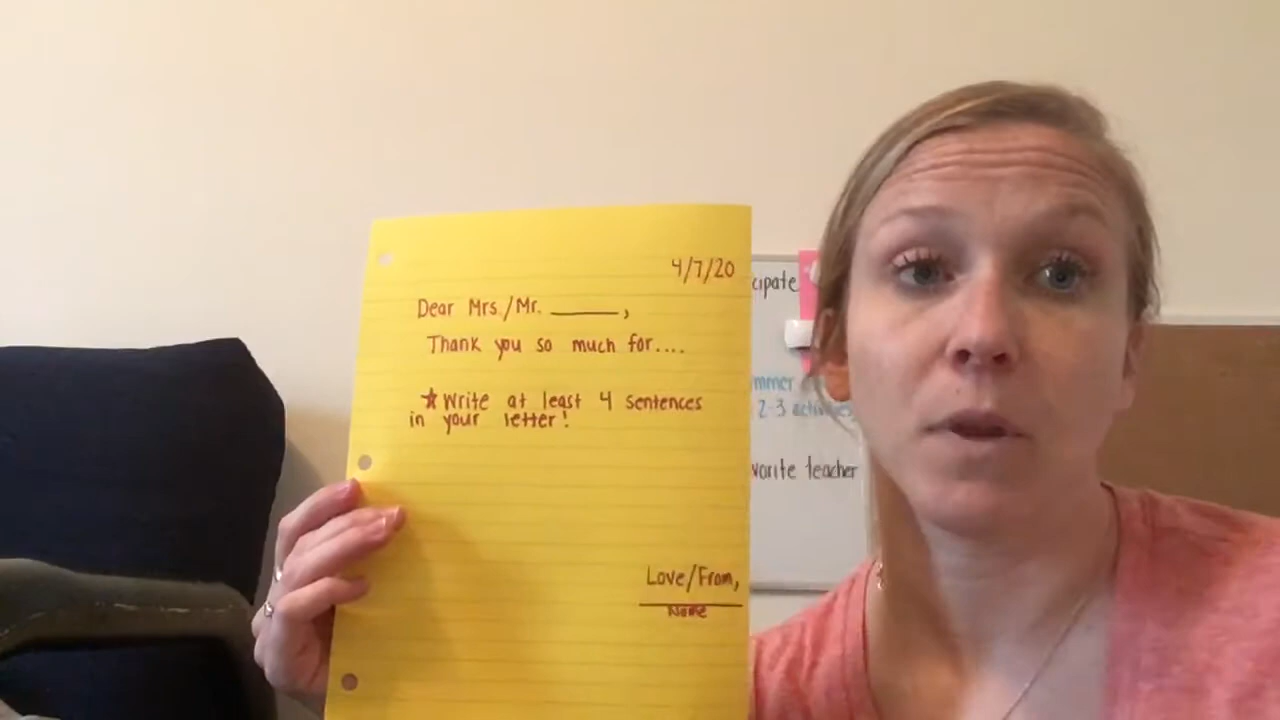 4/7/20
Dear Mrs./Mr. ______,
Thank you so much for....
★Write at least 4 sentences
in your letter!
Love/From,
Name
cipate
mmer
2-3 activities
vorite teacher